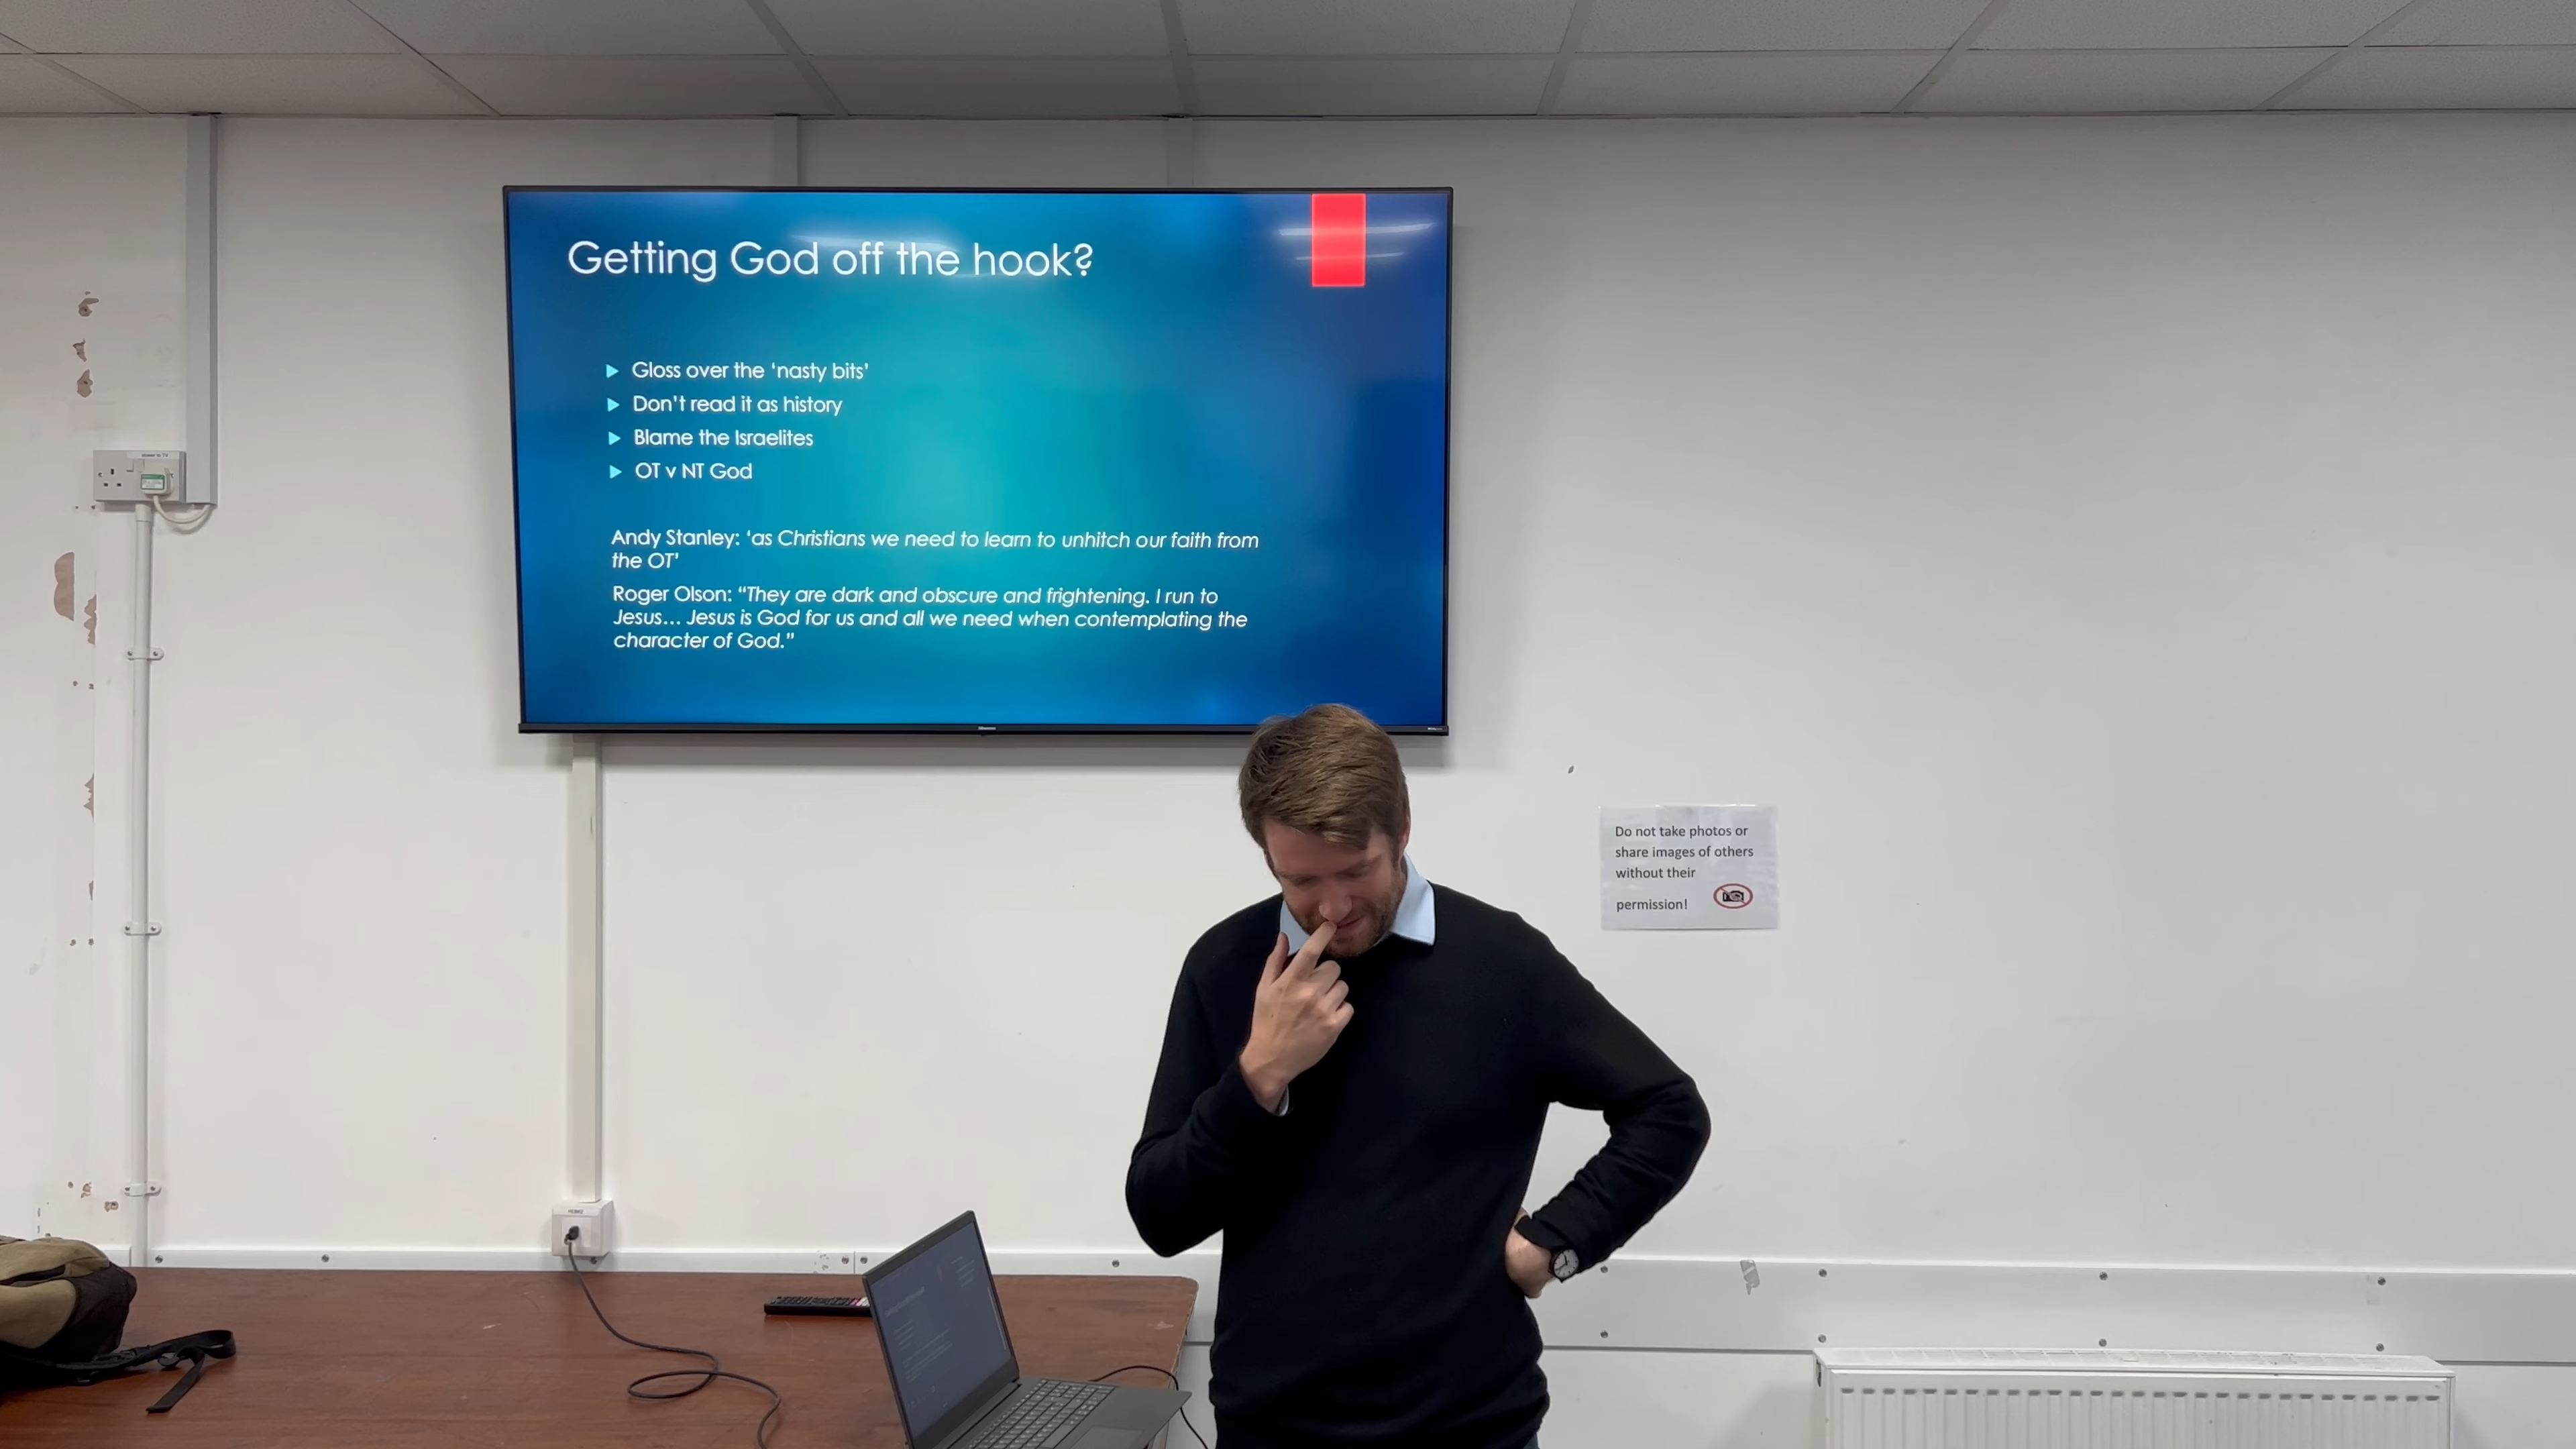 Getting God off the hook?
Gloss over the ‘nasty bits’
Don’t read it as history
Blame the Israelites
OT v NT God
Andy Stanley: ‘as Christians we need to learn to unhitch our faith from
the OT’
Roger Olson: “They are dark and obscure and frightening. I run to
Jesus… Jesus is God for us and all we need when contemplating the
character of God.”
Hisense
Do not take photos or
share images of others
without their
permission!